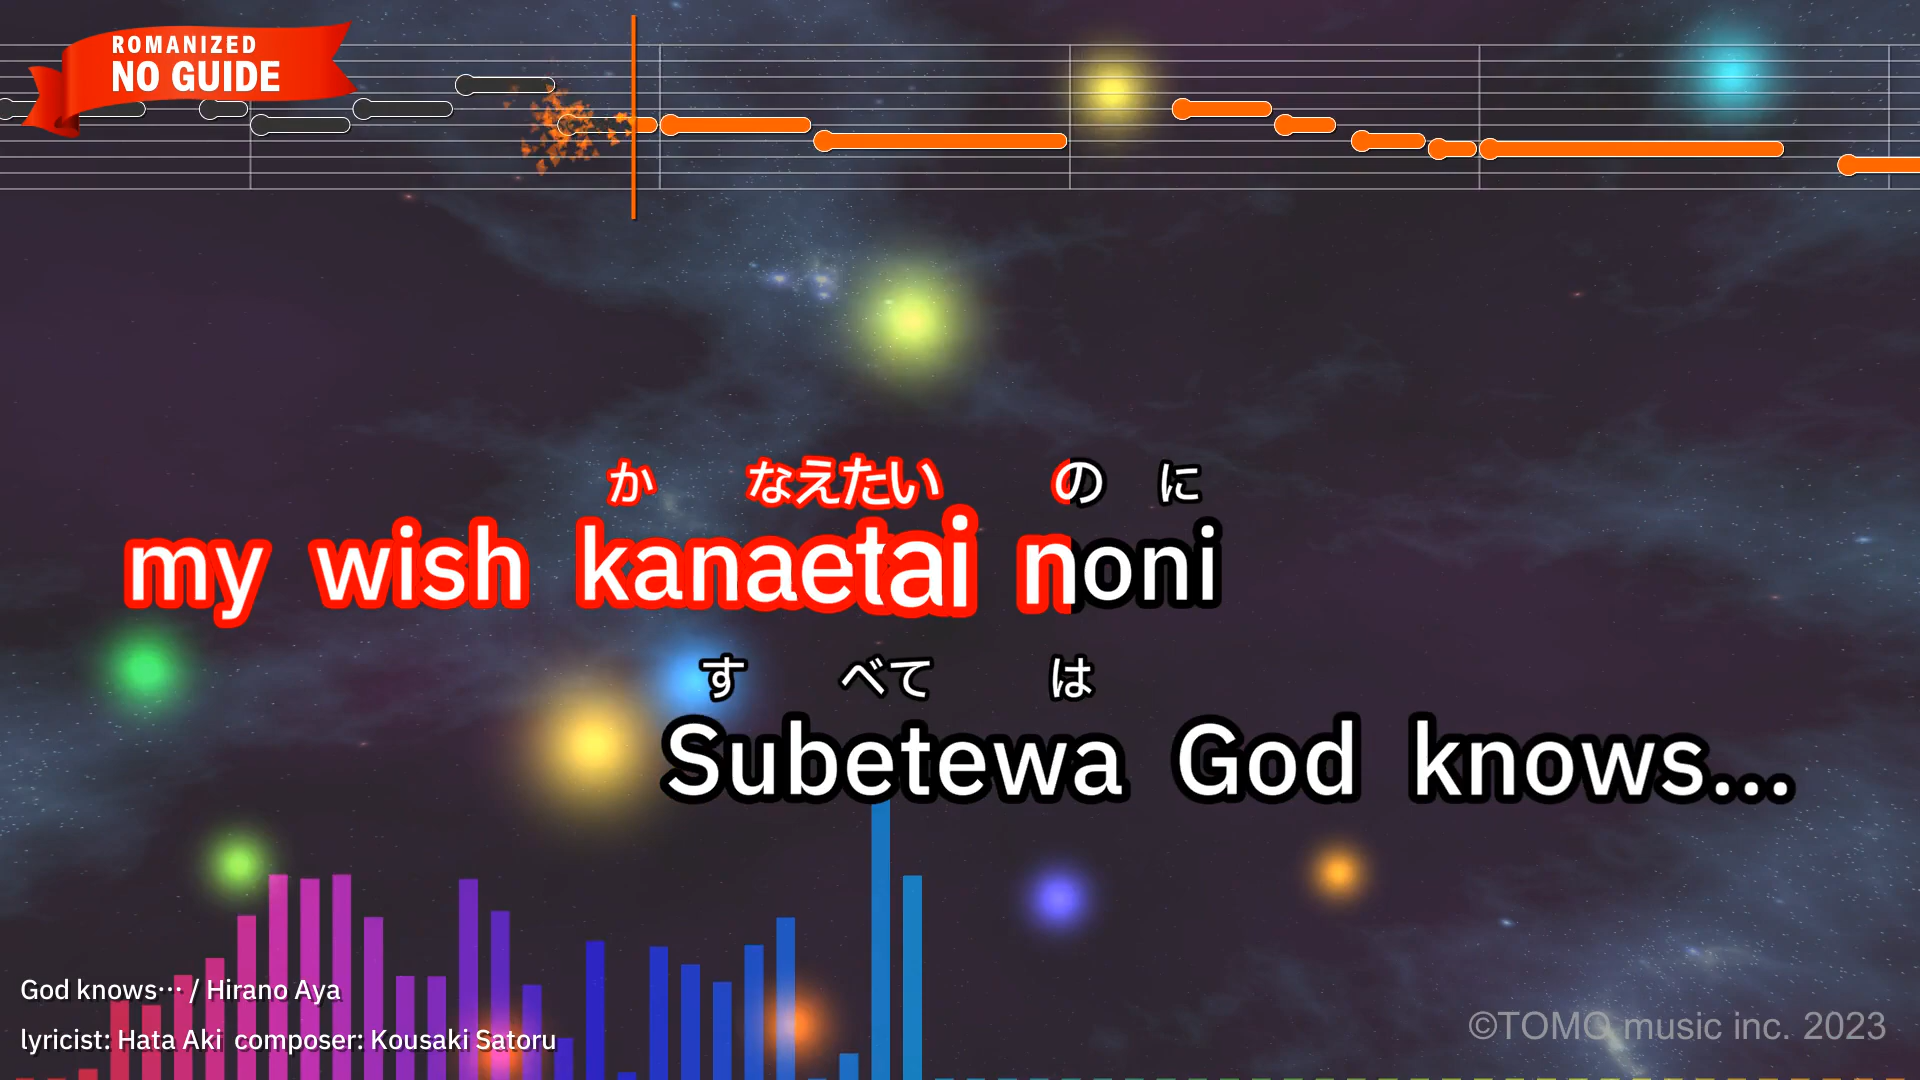 ROMANIZED
NO GUIDE
か なえたい の に
my wish kanaetai noni
す べて は
Subetewa God knows...
God knows… / Hirano Aya
lyricist: Hata Aki composer: Kousaki Satoru
©TOMO music inc. 2023